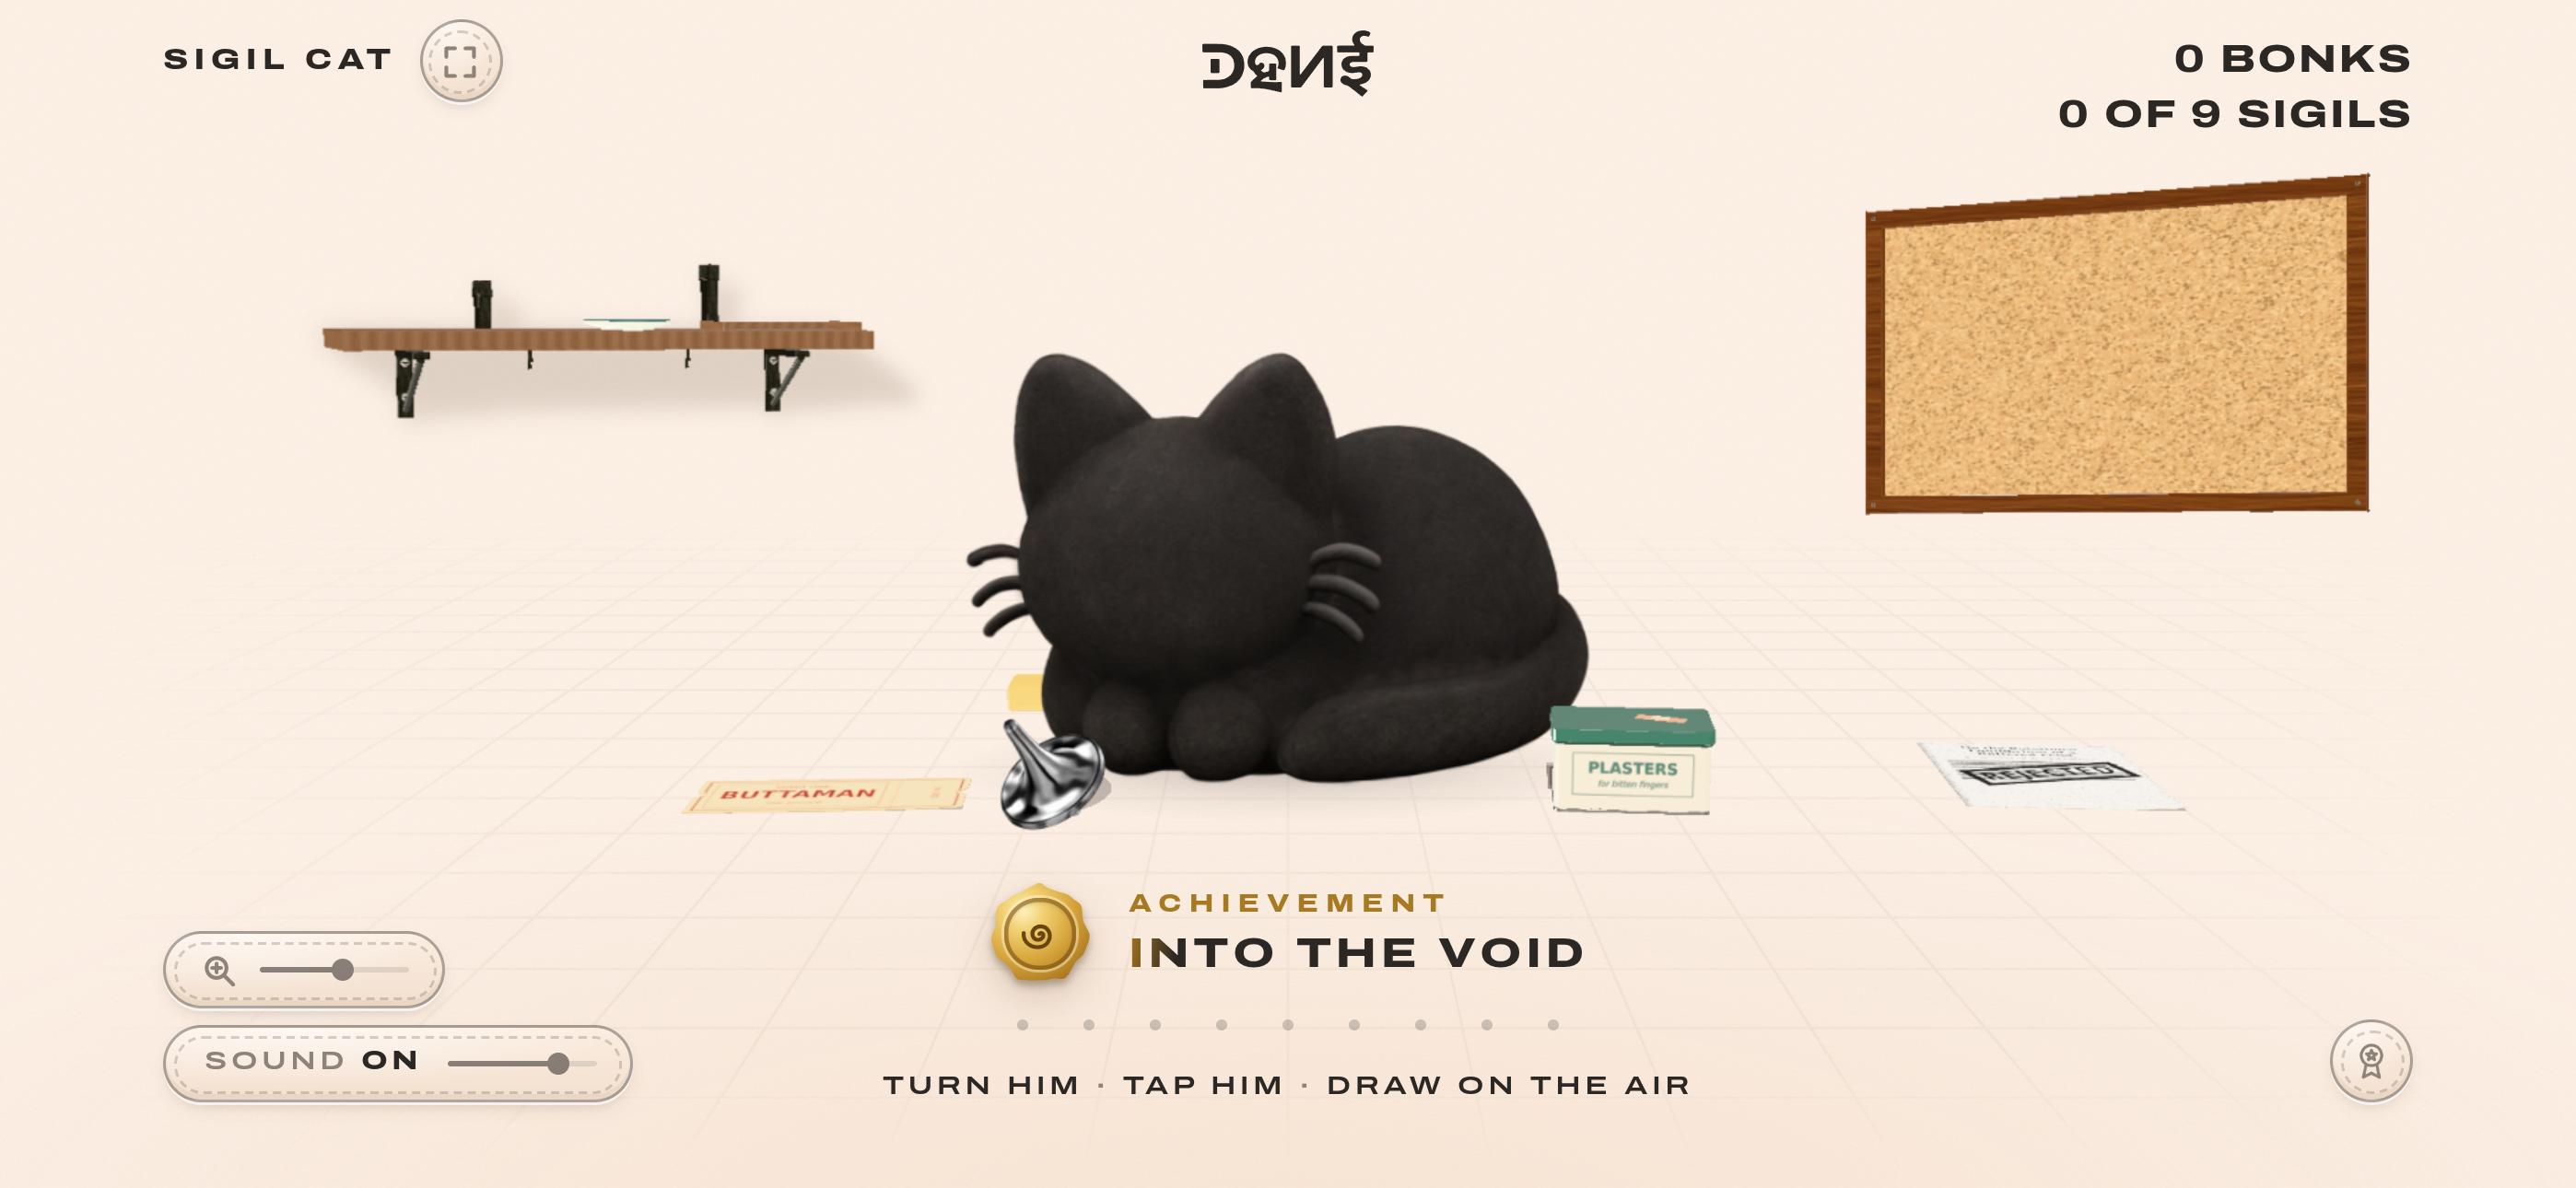 SIGIL CAT
DहNई
0 BONKS
0 OF 9 SIGILS
BUTTAMAN
PLASTERS
for bitten fingers
REJECTED
ACHIEVEMENT
INTO THE VOID
SOUND ON
TURN HIM · TAP HIM · DRAW ON THE AIR